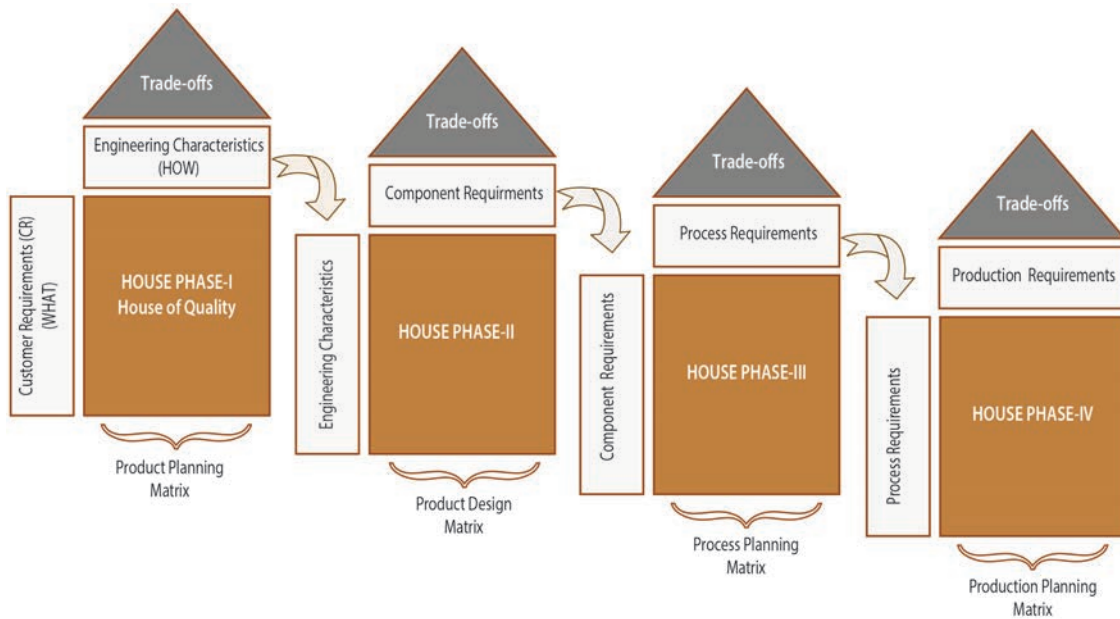 Trade-offs
Engineering Characteristics
(HOW)
Customer Requirements (CR)
(WHAT)
HOUSE PHASE-I
House of Quality
Product Planning
Matrix
Trade-offs
Component Requirments
Engineering Characteristics
HOUSE PHASE-II
Product Design
Matrix
Trade-offs
Process Requirements
Component Requirements
HOUSE PHASE-III
Process Planning
Matrix
Trade-offs
Production Requirements
Process Requirements
HOUSE PHASE-IV
Production Planning
Matrix